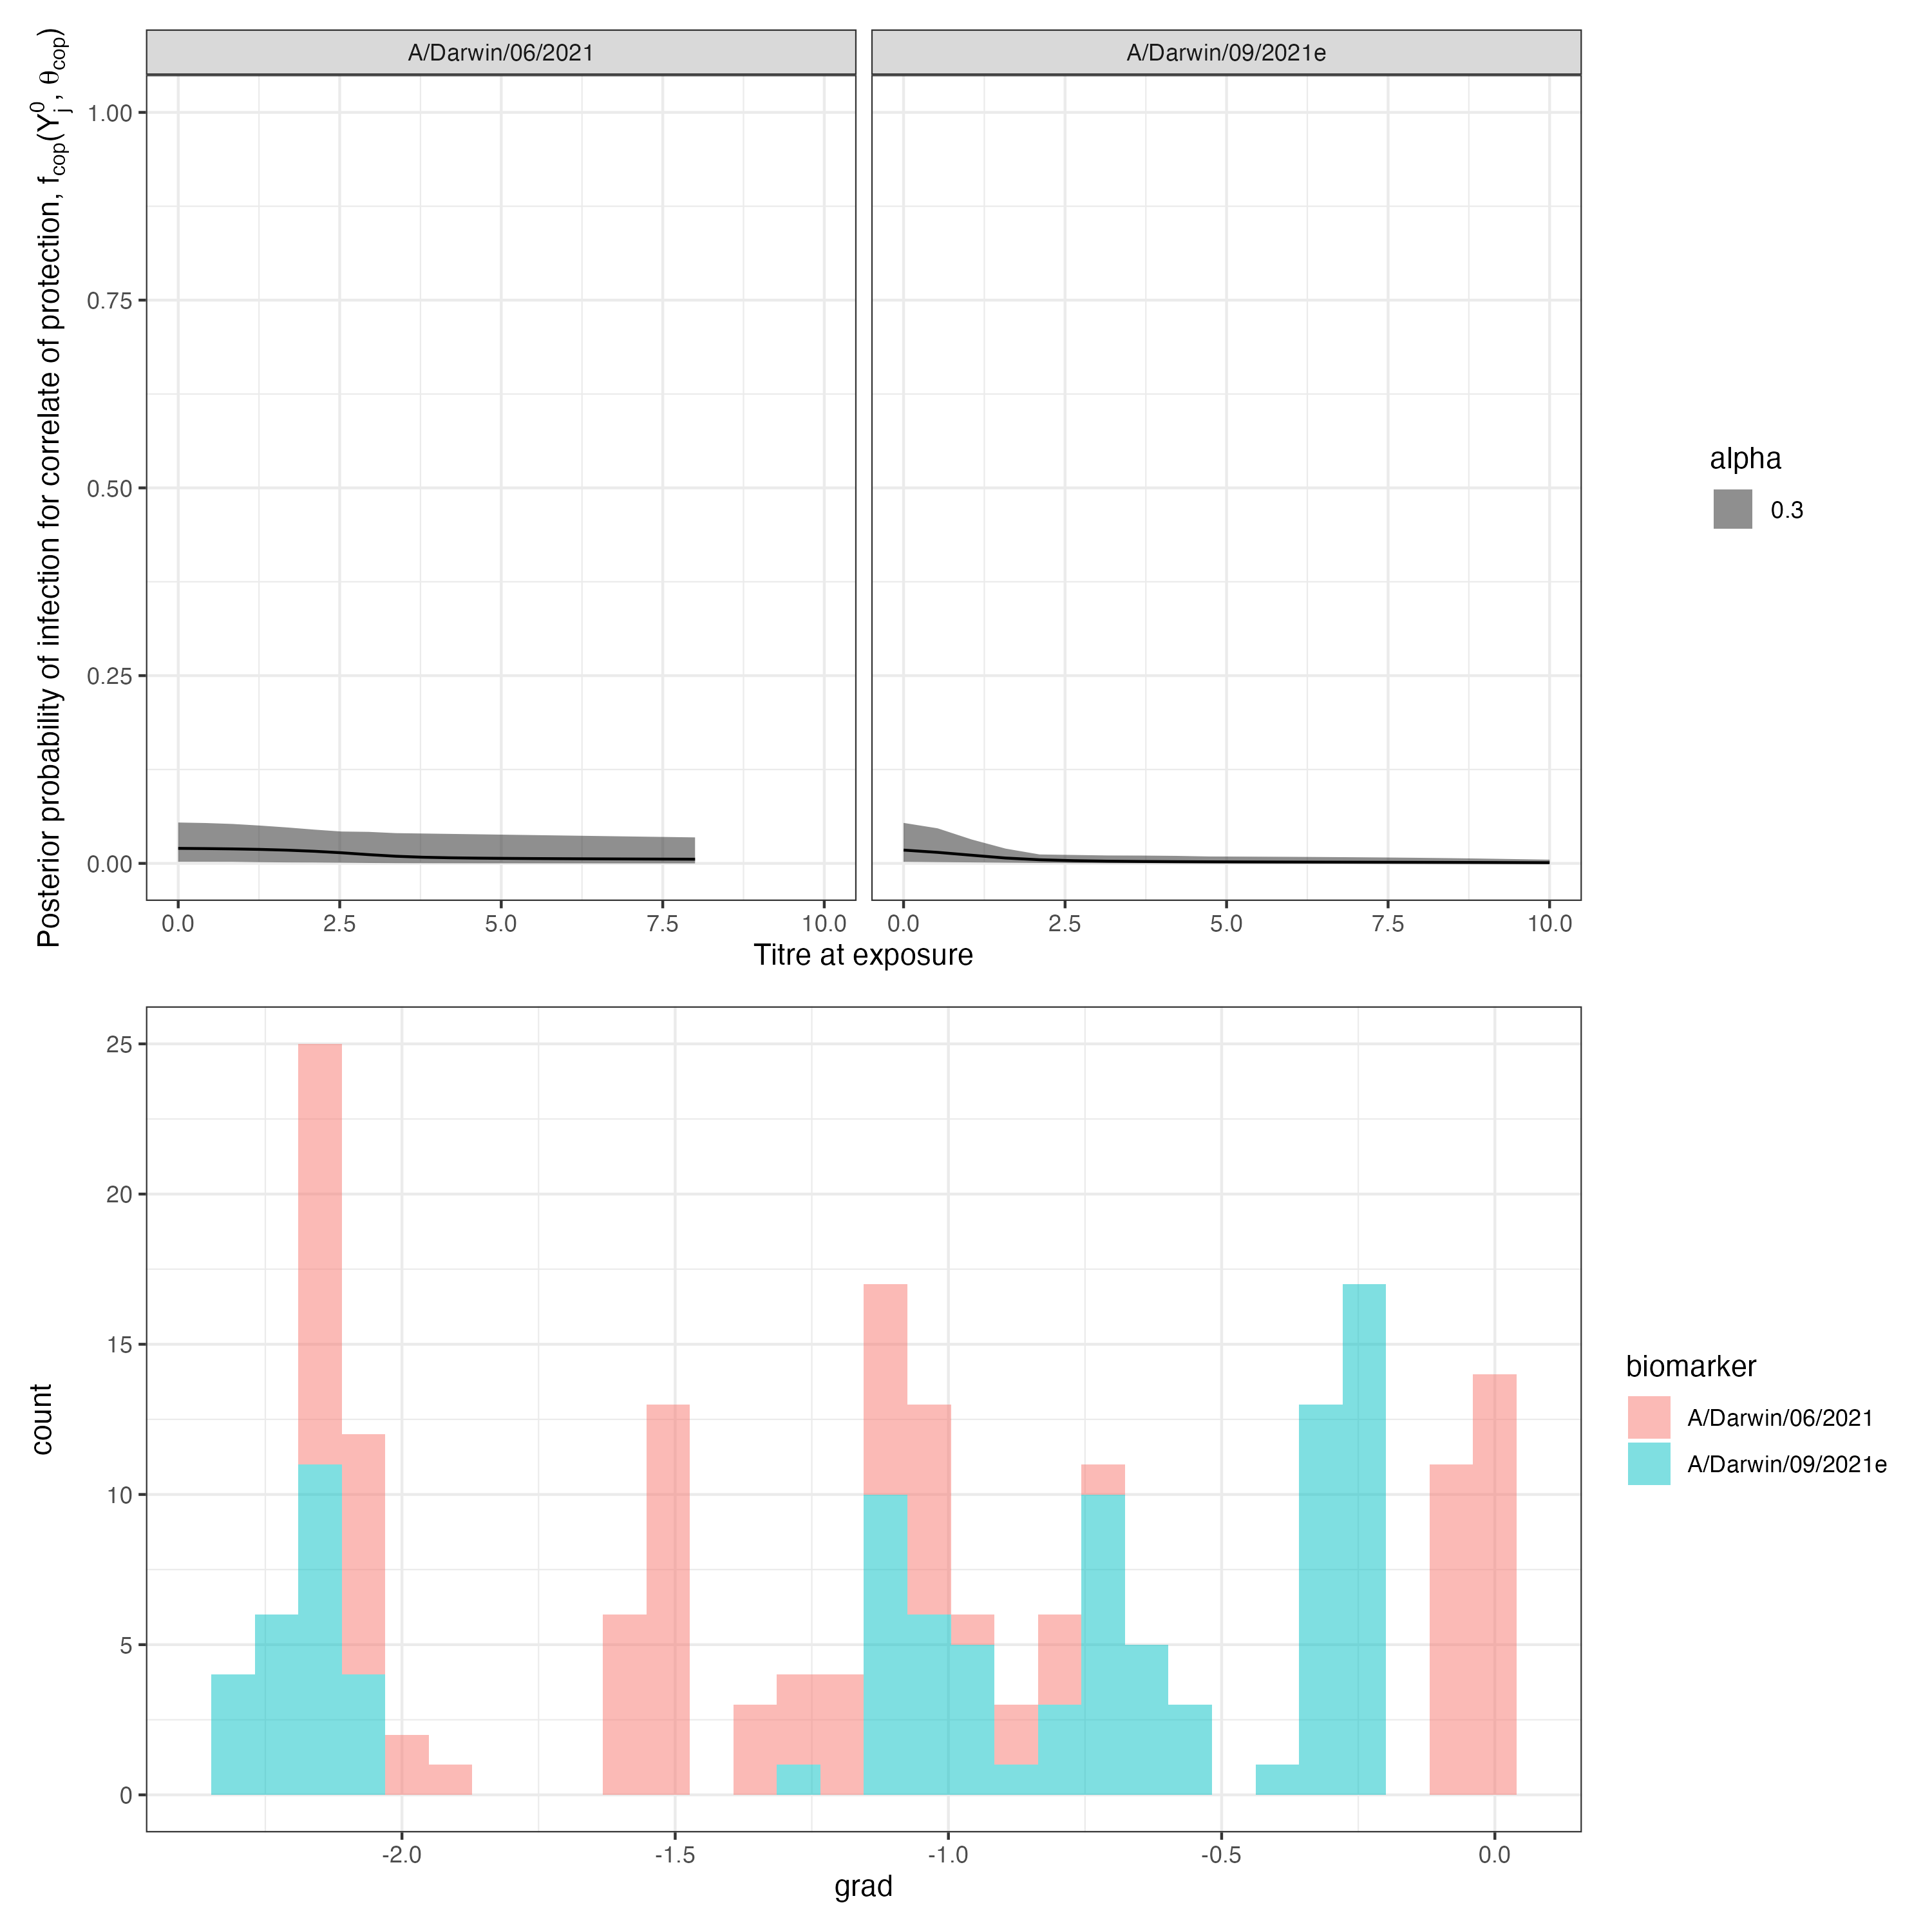 A/Darwin/06/2021
A/Darwin/09/2021e
Posterior probability of infection for correlate of protection, fcop(Yj0, θcop)
1.00
0.75
0.50
0.25
0.00
0.0 2.5 5.0 7.5 10.0
0.0 2.5 5.0 7.5 10.0
Titre at exposure
alpha
0.3
count
25
20
15
10
5
0
-2.0 -1.5 -1.0 -0.5 0.0
grad
biomarker
A/Darwin/06/2021
A/Darwin/09/2021e